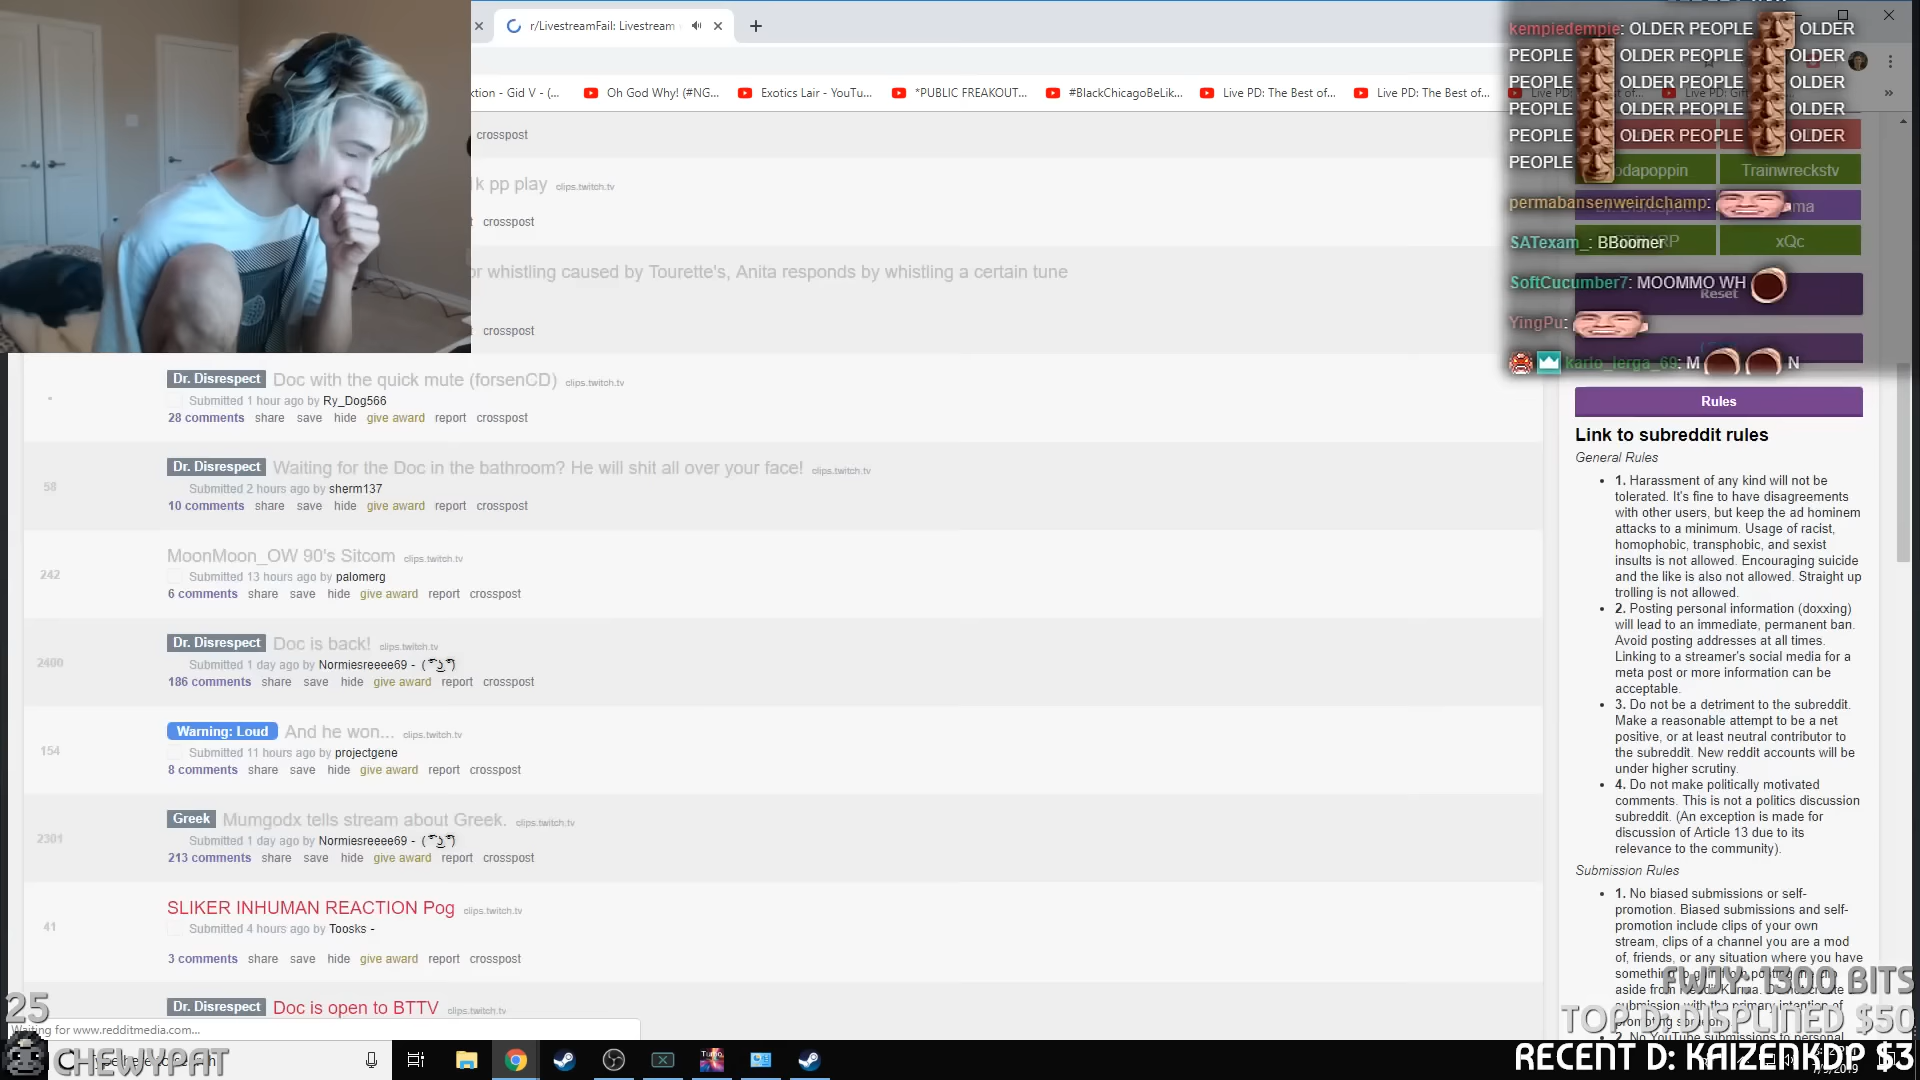 r/LivestreamFail: Livestream
ktion - Gid V - (...
Oh God Why! (#NG...
Exotics Lair - YouTu...
*PUBLIC FREAKOUT...
#BlackChicagoBeLik...
Live PD: The Best of...
Live PD: The Best of...
crosspost
k pp play clips.twitch.tv
crosspost
or whistling caused by Tourette's, Anita responds by whistling a certain tune
crosspost
Dr. Disrespect Doc with the quick mute (forsenCD) clips.twitch.tv
Submitted 1 hour ago by Ry_Dog566
28 comments share save hide give award report crosspost
58
Dr. Disrespect Waiting for the Doc in the bathroom? He will shit all over your face! clips.twitch.tv
Submitted 2 hours ago by sherm137
10 comments share save hide give award report crosspost
242
MoonMoon_OW 90's Sitcom clips.twitch.tv
Submitted 13 hours ago by palomerg
6 comments share save hide give award report crosspost
2400
Dr. Disrespect Doc is back! clips.twitch.tv
Submitted 1 day ago by Normiesreeee69 - ( ͡° ͜ʖ ͡°)
186 comments share save hide give award report crosspost
154
Warning: Loud And he won... clips.twitch.tv
Submitted 11 hours ago by projectgene
8 comments share save hide give award report crosspost
2301
Greek Mumgodx tells stream about Greek. clips.twitch.tv
Submitted 1 day ago by Normiesreeee69 - ( ͡° ͜ʖ ͡°)
213 comments share save hide give award report crosspost
41
SLIKER INHUMAN REACTION Pog clips.twitch.tv
Submitted 4 hours ago by Toosks -
3 comments share save hide give award report crosspost
Dr. Disrespect Doc is open to BTTV clips.twitch.tv
25
Waiting for www.redditmedia.com...
CHEWYPAT
kempiedempie: OLDER PEOPLE OLDER
PEOPLE OLDER PEOPLE OLDER
PEOPLE OLDER PEOPLE OLDER
PEOPLE OLDER PEOPLE OLDER
PEOPLE OLDER PEOPLE OLDER
PEOPLE
odapoppin Trainwreckstv
permabansenweirdchamp:
SATexam_: BBoomer
RP xQc
SoftCucumber7: MOOMMO WH
Reset
YingPu:
karlo_lerga_69: M N
Rules
Link to subreddit rules
General Rules
1. Harassment of any kind will not be
tolerated. It's fine to have disagreements
with other users, but keep the ad hominem
attacks to a minimum. Usage of racist,
homophobic, transphobic, and sexist
insults is not allowed. Encouraging suicide
and the like is also not allowed. Straight up
trolling is not allowed.
2. Posting personal information (doxxing)
will lead to an immediate, permanent ban.
Avoid posting addresses at all times.
Linking to a streamer's social media for a
meta post or more information can be
acceptable.
3. Do not be a detriment to the subreddit.
Make a reasonable attempt to be a net
positive, or at least neutral contributor to
the subreddit. New reddit accounts will be
under higher scrutiny.
4. Do not make politically motivated
comments. This is not a politics discussion
subreddit. (An exception is made for
discussion of Article 13 due to its
relevance to the community).
Submission Rules
1. No biased submissions or self-
promotion. Biased submissions and self-
promotion include clips of your own
stream, clips of a channel you are a mod
of, friends, or any situation where you have
FWJY: 1300 BITS
TOP D: DISPLINED $50
RECENT D: KAIZENKDP $3